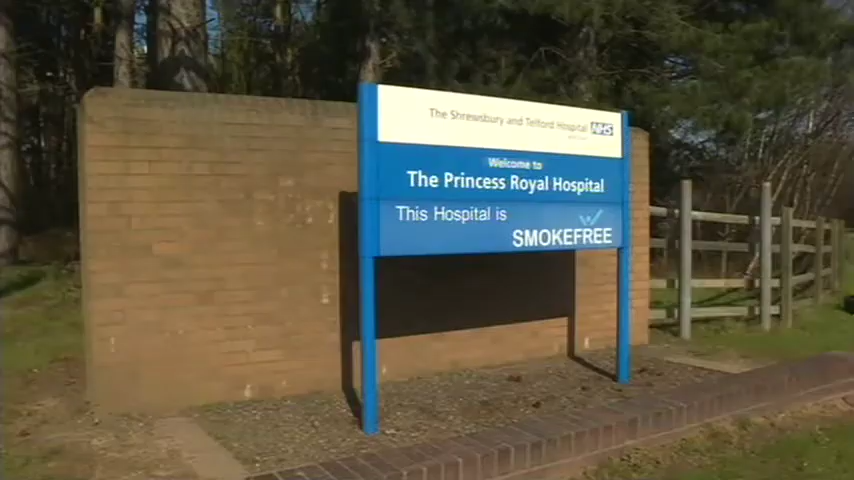 The Shrewsbury and Telford Hospital NHS
Welcome to
The Princess Royal Hospital
This Hospital is
SMOKEFREE